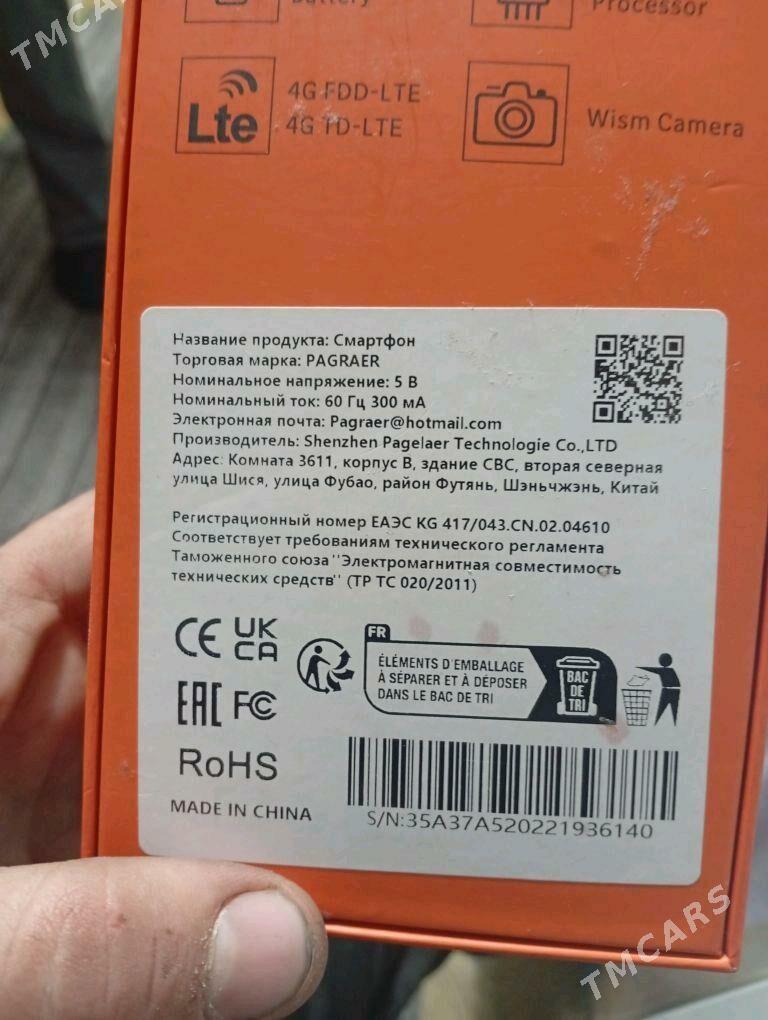 TMCARS
Battery
Processor
Lte
4G FDD-LTE
4G TD-LTE
Wism Camera
Название продукта: Смартфон
Торговая марка: PAGRAER
Номинальное напряжение: 5 В
Номинальный ток: 60 Гц 300 мА
Электронная почта: Pagraer@hotmail.com
Производитель: Shenzhen Pagelaer Technologie Co.,LTD
Адрес: Комната 3611, корпус B, здание CBC, вторая северная
улица Шися, улица Фубао, район Футянь, Шэньчжэнь, Китай
Регистрационный номер ЕАЭС KG 417/043.CN.02.04610
Соответствует требованиям технического регламента
Таможенного союза ''Электромагнитная совместимость
технических средств'' (ТР ТС 020/2011)
CE UK
CA
FR
ÉLÉMENTS D'EMBALLAGE
À SÉPARER ET À DÉPOSER
DANS LE BAC DE TRI
BAC
DE
TRI
EAC FC
RoHS
MADE IN CHINA
S/N:35A37A520221936140
TMCARS